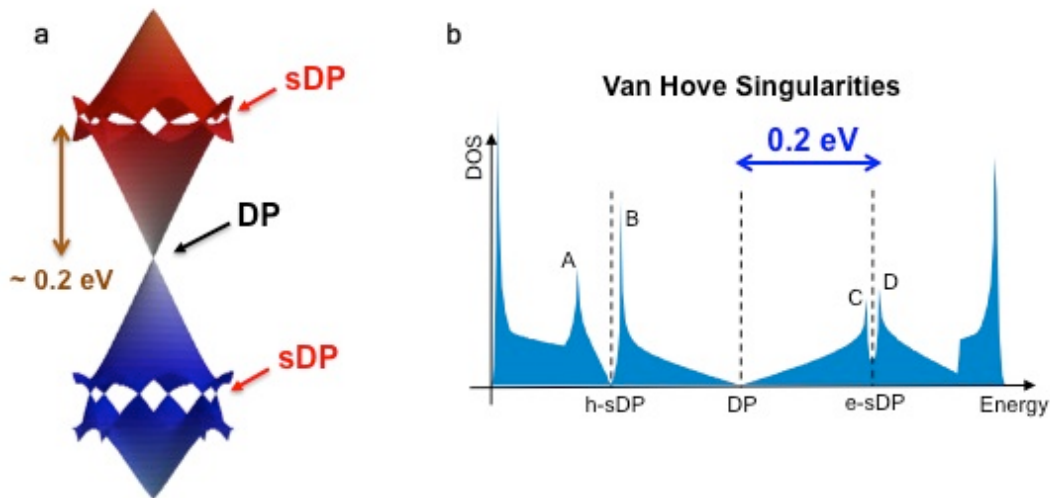 a
sDP
DP
~ 0.2 eV
sDP
b
Van Hove Singularities
0.2 eV
DOS
A
B
C
D
h-sDP
DP
e-sDP
Energy